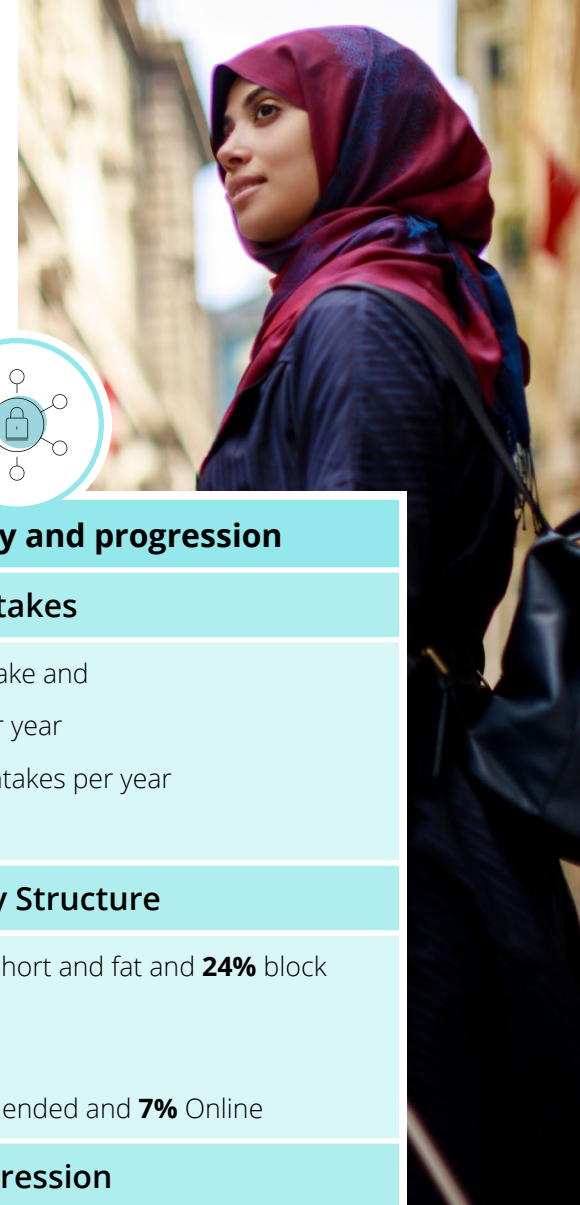 y and progression
takes
ake and
r year
ntakes per year
y Structure
hort and fat and 24% block
lended and 7% Online
ression